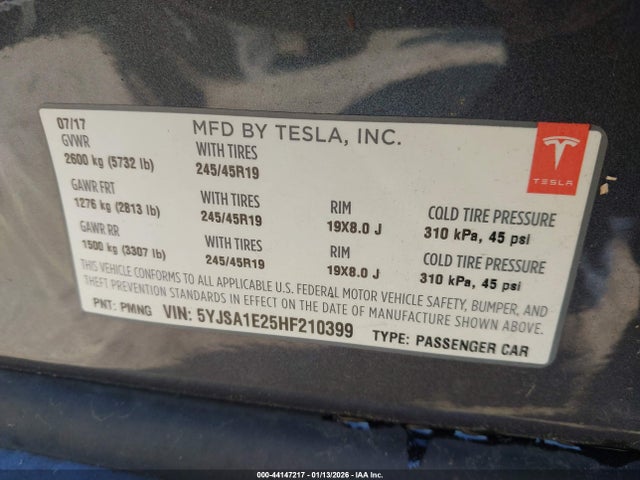 07/17
MFD BY TESLA, INC.
GVWR
2600 kg (5732 lb)
WITH TIRES
245/45R19
TESLA
GAWR FRT
1276 kg (2813 lb)
WITH TIRES
245/45R19
RIM
19X8.0 J
COLD TIRE PRESSURE
310 kPa, 45 psi
GAWR RR
1500 kg (3307 lb)
WITH TIRES
245/45R19
RIM
19X8.0 J
COLD TIRE PRESSURE
310 kPa, 45 psi
THIS VEHICLE CONFORMS TO ALL APPLICABLE U.S. FEDERAL MOTOR VEHICLE SAFETY, BUMPER, AND
THEFT PREVENTION STANDARDS IN EFFECT ON THE DATE OF MANUFACTURE SHOWN ABOVE.
PNT: PMNG VIN: 5YJSA1E25HF210399 TYPE: PASSENGER CAR
000-44147217 - 01/13/2026 - IAA Inc.